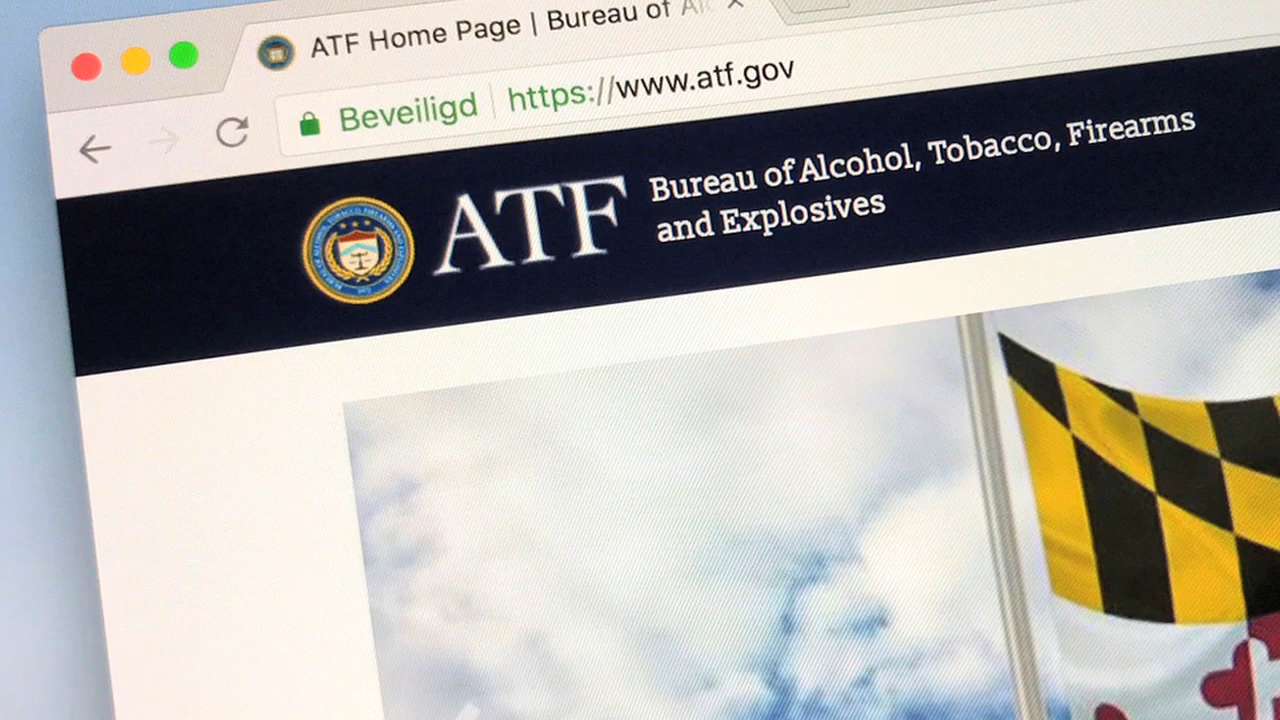 ATF Home Page | Bureau of
Beveiligd https://www.atf.gov
ATF
Bureau of Alcohol, Tobacco, Firearms
and Explosives